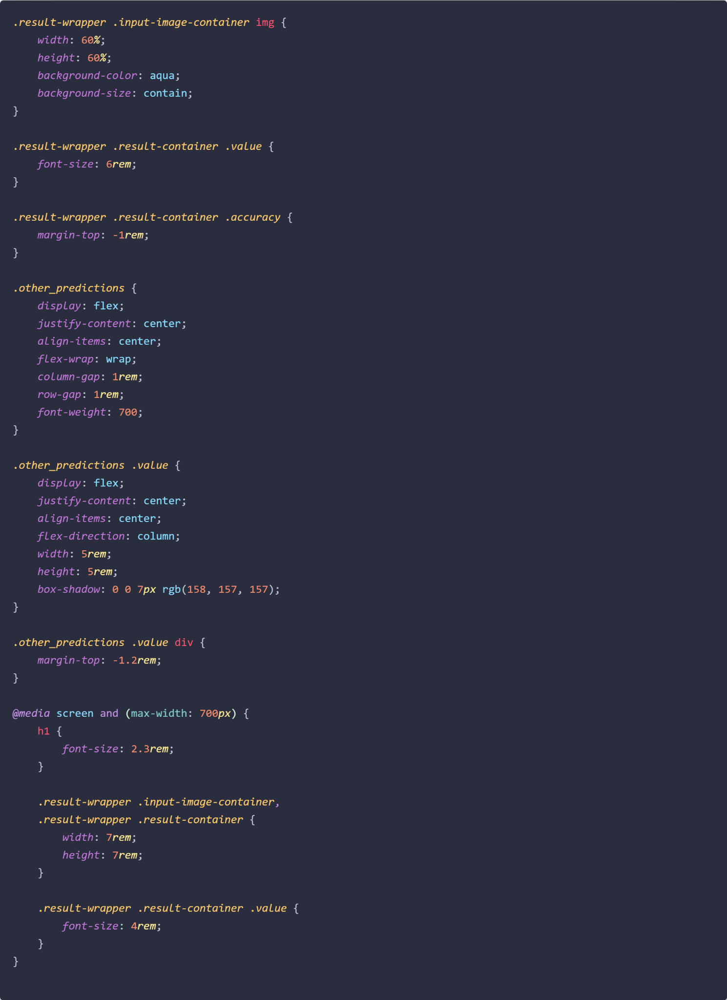 .result-wrapper .input-image-container img {
    width: 60%;
    height: 60%;
    background-color: aqua;
    background-size: contain;
}

.result-wrapper .result-container .value {
    font-size: 6rem;
}

.result-wrapper .result-container .accuracy {
    margin-top: -1rem;
}

.other_predictions {
    display: flex;
    justify-content: center;
    align-items: center;
    flex-wrap: wrap;
    column-gap: 1rem;
    row-gap: 1rem;
    font-weight: 700;
}

.other_predictions .value {
    display: flex;
    justify-content: center;
    align-items: center;
    flex-direction: column;
    width: 5rem;
    height: 5rem;
    box-shadow: 0 0 7px rgb(158, 157, 157);
}

.other_predictions .value div {
    margin-top: -1.2rem;
}

@media screen and (max-width: 700px) {
    h1 {
        font-size: 2.3rem;
    }

    .result-wrapper .input-image-container,
    .result-wrapper .result-container {
        width: 7rem;
        height: 7rem;
    }

    .result-wrapper .result-container .value {
        font-size: 4rem;
    }
}